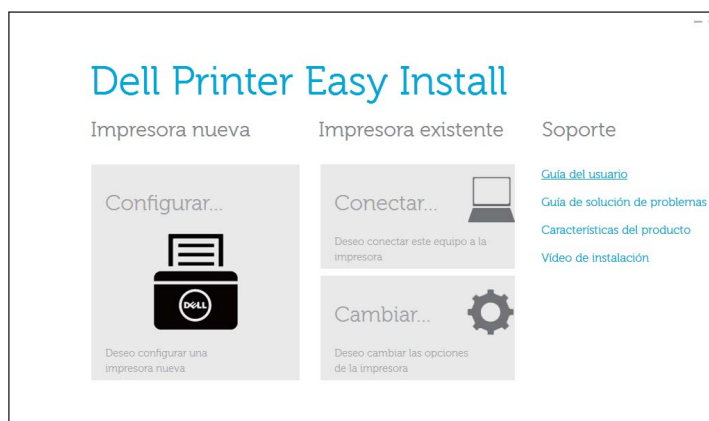 Dell Printer Easy Install
Impresora nueva
Configurar...
DELL
Deseo configurar una
impresora nueva
Impresora existente
Conectar...
Deseo conectar este equipo a la
impresora
Cambiar...
Deseo cambiar las opciones
de la impresora
Soporte
Guía del usuario
Guía de solución de problemas
Características del producto
Vídeo de instalación